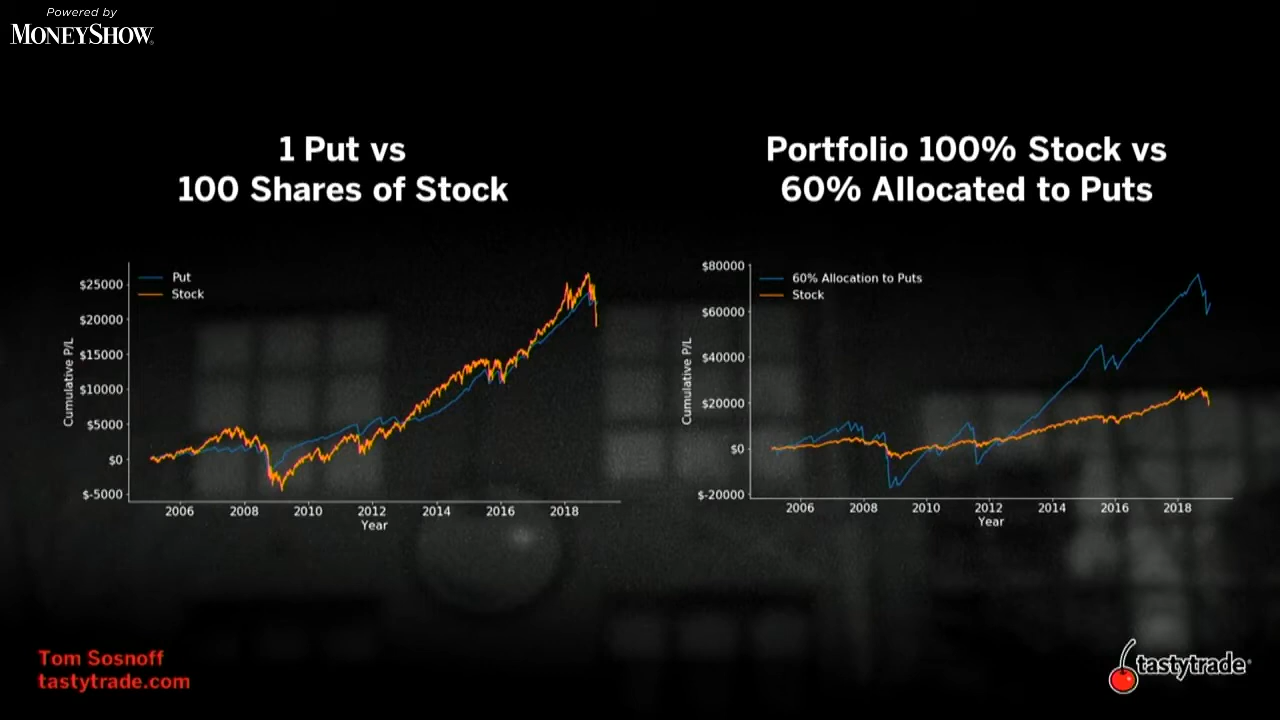 Powered by
MONEYSHOW
1 Put vs
100 Shares of Stock
Put
Stock
$25000
$20000
$15000
$10000
$5000
$0
$-5000
Cumulative P/L
2006 2008 2010 2012 2014 2016 2018
Year
Portfolio 100% Stock vs
60% Allocated to Puts
60% Allocation to Puts
Stock
$80000
$60000
$40000
$20000
$0
$-20000
Cumulative P/L
2006 2008 2010 2012 2014 2016 2018
Year
Tom Sosnoff
tastytrade.com
tastytrade